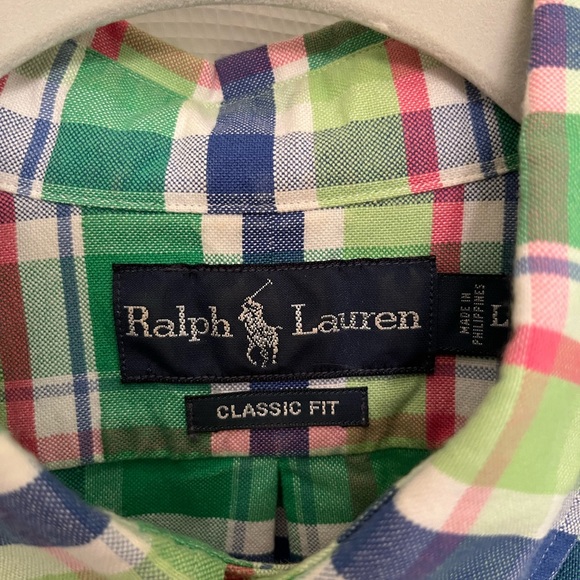 Ralph Lauren
CLASSIC FIT
MADE IN
PHILIPPINES
L